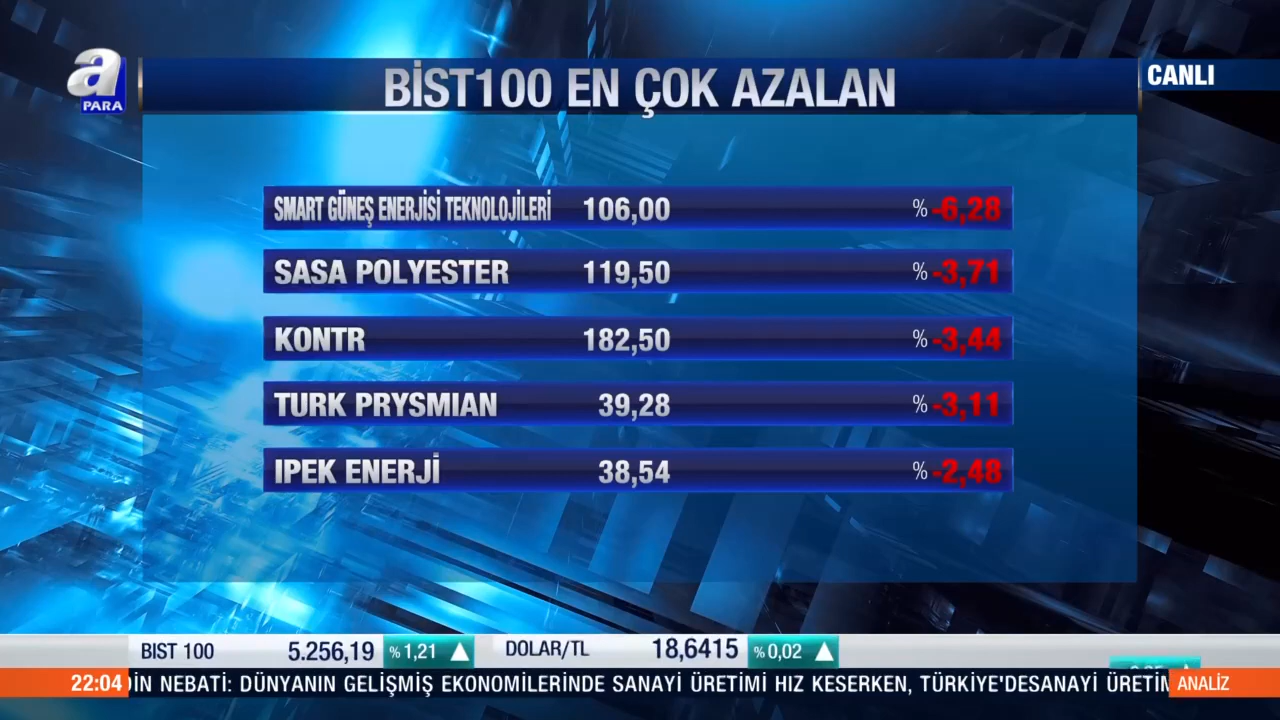 a
PARA
BİST100 EN ÇOK AZALAN
CANLI
SMART GÜNEŞ ENERJİSİ TEKNOLOJİLERİ 106,00 % -6,28
SASA POLYESTER 119,50 % -3,71
KONTR 182,50 % -3,44
TURK PRYSMIAN 39,28 % -3,11
IPEK ENERJİ 38,54 % -2,48
BIST 100 5.256,19 %1,21 DOLAR/TL 18,6415 %0,02
22:04 DİN NEBATİ: DÜNYANIN GELİŞMİŞ EKONOMİLERİNDE SANAYİ ÜRETİMİ HIZ KESERKEN, TÜRKİYE'DESANAYİ ÜRETİM ANALİZ